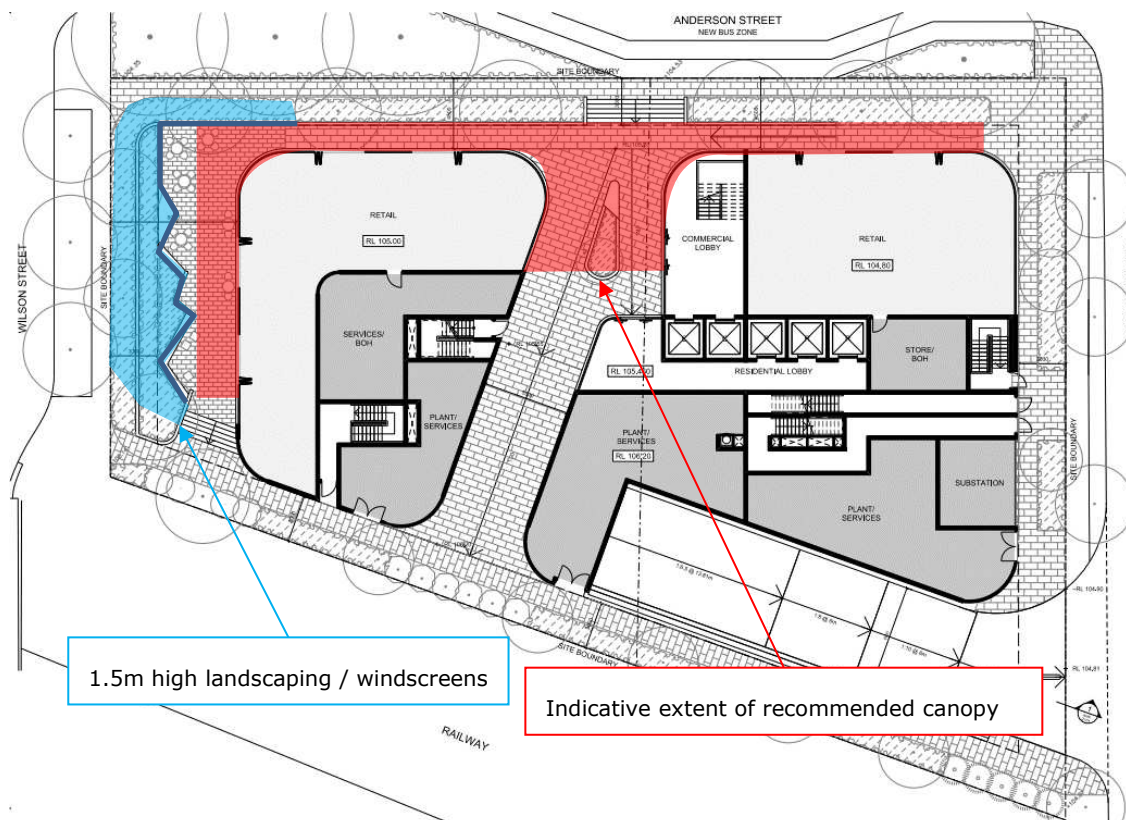 ANDERSON STREET
NEW BUS ZONE
SITE BOUNDARY
WILSON STREET
SITE BOUNDARY
RETAIL
RL 105.00
COMMERCIAL
LOBBY
RETAIL
RL 104.80
SERVICES/
BOH
STORE/
BOH
RESIDENTIAL LOBBY
PLANT/
SERVICES
PLANT/
SERVICES
RL 106.20
PLANT/
SERVICES
SUBSTATION
SITE BOUNDARY
SITE BOUNDARY
RL 104.81
1.5m high landscaping / windscreens
Indicative extent of recommended canopy
RAILWAY